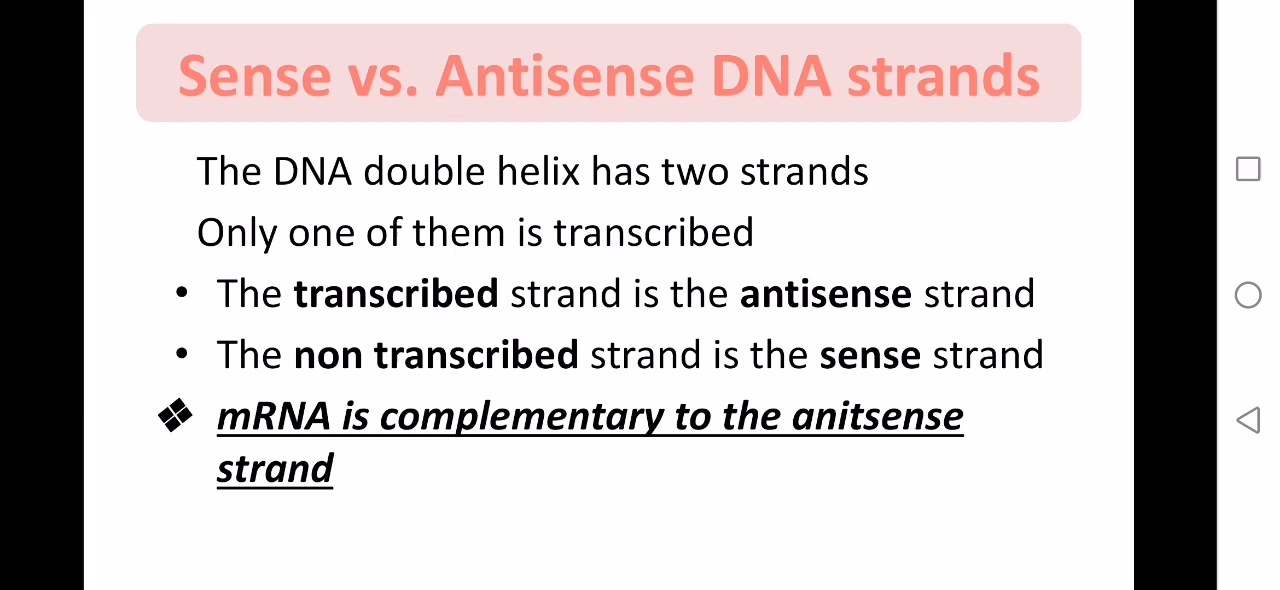 Sense vs. Antisense DNA strands
The DNA double helix has two strands
Only one of them is transcribed
• The transcribed strand is the antisense strand
• The non transcribed strand is the sense strand
❖ mRNA is complementary to the anitsense
strand